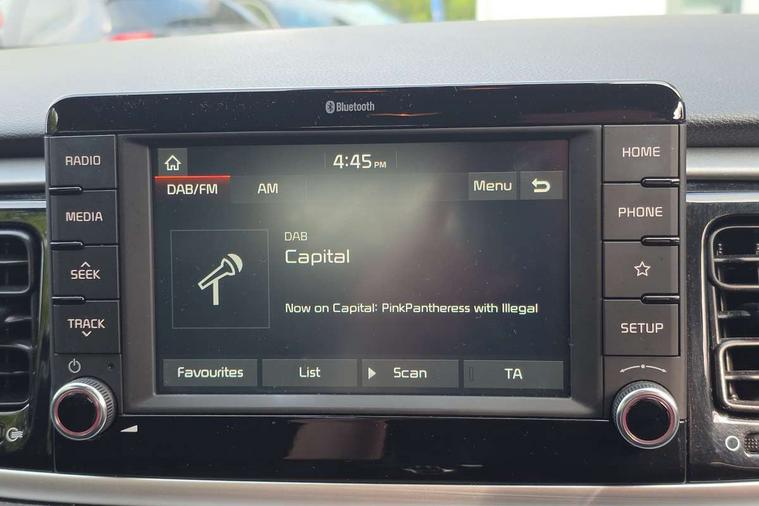 Bluetooth
RADIO
MEDIA
SEEK
TRACK
4:45 PM
DAB/FM
AM
Menu
DAB
Capital
Now on Capital: PinkPantheress with Illegal
Favourites
List
Scan
TA
HOME
PHONE
SETUP